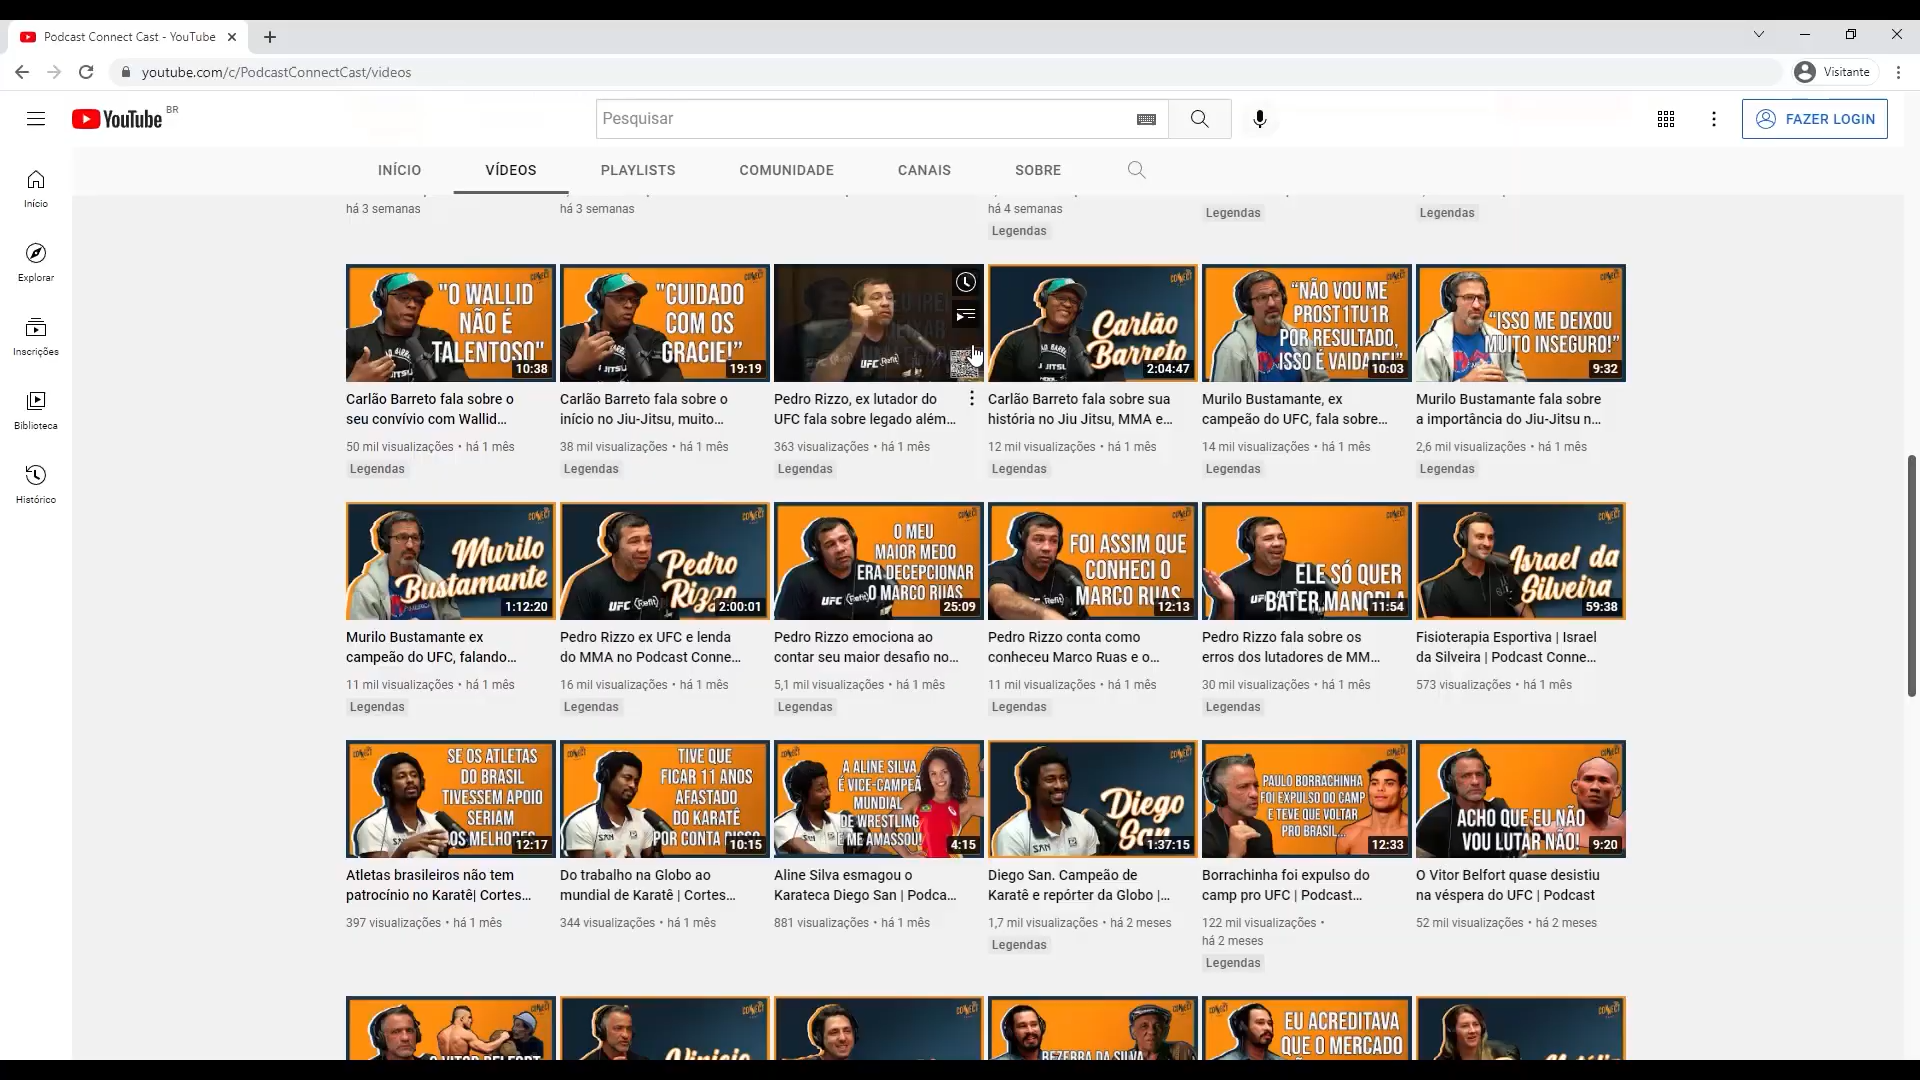 Podcast Connect Cast - YouTube
youtube.com/c/PodcastConnectCast/videos
Visitante
YouTube BR
Pesquisar
FAZER LOGIN
INÍCIO
VÍDEOS
PLAYLISTS
COMUNIDADE
CANAIS
SOBRE
Início
Explorar
Inscrições
Biblioteca
Histórico
há 3 semanas
há 3 semanas
há 4 semanas
Legendas
Legendas
Legendas
"O WALLID
NÃO É
TALENTOSO"
10:38
Carlão Barreto fala sobre o
seu convívio com Wallid...
50 mil visualizações • há 1 mês
Legendas
"CUIDADO
COM OS
GRACIE!"
19:19
Carlão Barreto fala sobre o
início no Jiu-Jitsu, muito...
38 mil visualizações • há 1 mês
Legendas
UFC
Pedro Rizzo, ex lutador do
UFC fala sobre legado além...
363 visualizações • há 1 mês
Legendas
Carlão
Barreto
2:04:47
Carlão Barreto fala sobre sua
história no Jiu Jitsu, MMA e...
12 mil visualizações • há 1 mês
Legendas
"NÃO VOU ME
PROST1TU1R
POR RESULTADO,
ISSO É VAIDADE!"
10:03
Murilo Bustamante, ex
campeão do UFC, fala sobre...
14 mil visualizações • há 1 mês
Legendas
"ISSO ME DEIXOU
MUITO INSEGURO!"
9:32
Murilo Bustamante fala sobre
a importância do Jiu-Jitsu n...
2,6 mil visualizações • há 1 mês
Legendas
Murilo
Bustamante
1:12:20
Murilo Bustamante ex
campeão do UFC, falando...
11 mil visualizações • há 1 mês
Legendas
Pedro
Rizzo
UFC
2:00:01
Pedro Rizzo ex UFC e lenda
do MMA no Podcast Conne...
16 mil visualizações • há 1 mês
Legendas
O MEU
MAIOR MEDO
ERA DECEPCIONAR
O MARCO RUAS
UFC
25:09
Pedro Rizzo emociona ao
contar seu maior desafio no...
5,1 mil visualizações • há 1 mês
Legendas
FOI ASSIM QUE
CONHECI O
MARCO RUAS
12:13
Pedro Rizzo conta como
conheceu Marco Ruas e o...
11 mil visualizações • há 1 mês
Legendas
ELE SÓ QUER
BATER MANOPLA
11:54
Pedro Rizzo fala sobre os
erros dos lutadores de MM...
30 mil visualizações • há 1 mês
Legendas
Israel da
Silveira
59:38
Fisioterapia Esportiva | Israel
da Silveira | Podcast Conne...
573 visualizações • há 1 mês
SE OS ATLETAS
DO BRASIL
TIVESSEM APOIO
SERIAM
OS MELHORES
12:17
Atletas brasileiros não tem
patrocínio no Karatê| Cortes...
397 visualizações • há 1 mês
TIVE QUE
FICAR 11 ANOS
AFASTADO
DO KARATÊ
POR CONTA DISSO
SAN
10:15
Do trabalho na Globo ao
mundial de Karatê | Cortes...
344 visualizações • há 1 mês
A ALINE SILVA
É VICE-CAMPEÃ
MUNDIAL
DE WRESTLING
E ME AMASSOU!
4:15
Aline Silva esmagou o
Karateca Diego San | Podca...
881 visualizações • há 1 mês
Diego
San
SAN
1:37:15
Diego San. Campeão de
Karatê e repórter da Globo |...
1,7 mil visualizações • há 2 meses
Legendas
PAULO BORRACHINHA
FOI EXPULSO DO CAMP
E TEVE QUE VOLTAR
PRO BRASIL...
12:33
Borrachinha foi expulso do
camp pro UFC | Podcast...
122 mil visualizações •
há 2 meses
Legendas
ACHO QUE EU NÃO
VOU LUTAR NÃO!
9:20
O Vitor Belfort quase desistiu
na véspera do UFC | Podcast
52 mil visualizações • há 2 meses
O VITOR BELFORT
BEZERRA DA SILVA
EU ACREDITAVA
QUE O MERCADO